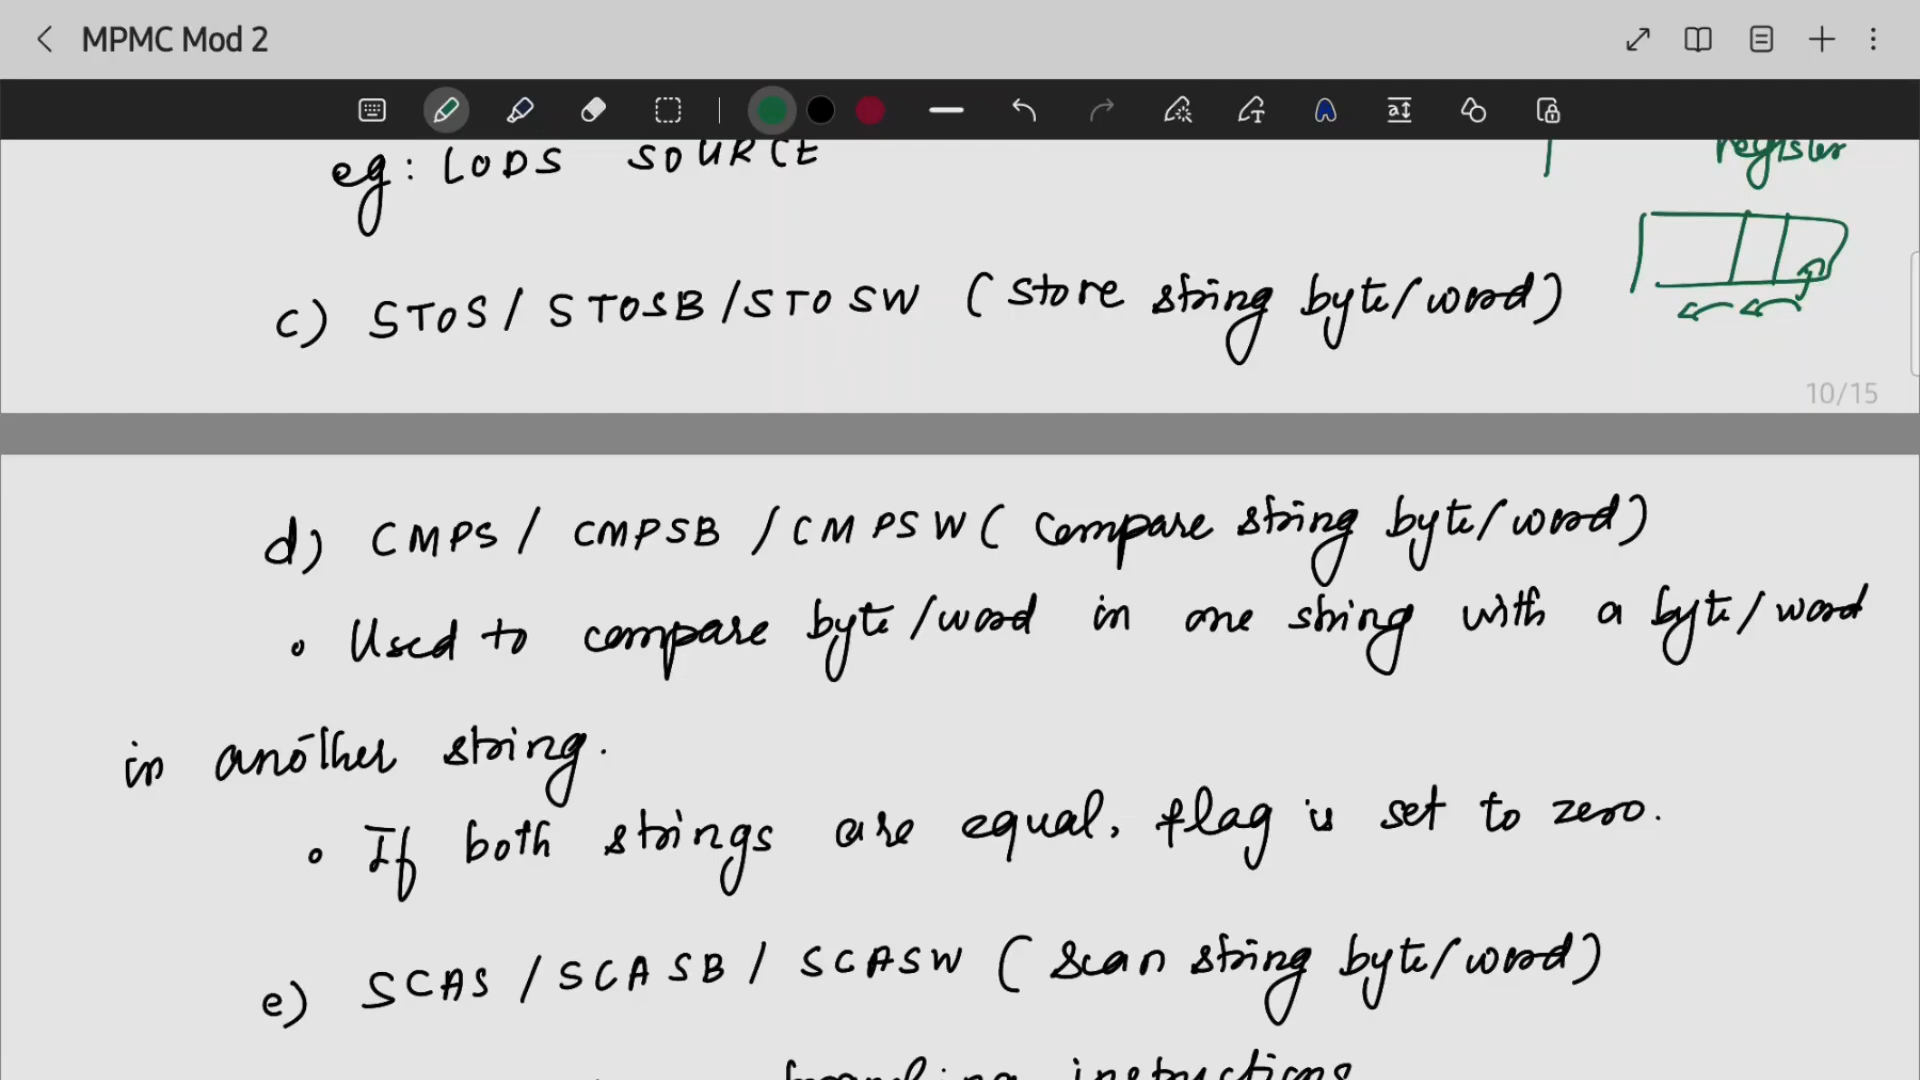 MPMC Mod 2
eg: LODS SOURCE
register
c) STOS / STOSB / STOSW ( store string byte/word)
10/15
d) CMPS / CMPSB / CMPSW ( Compare string byte/word)
• Used to compare byte/word in one string with a byte/word
in another string.
• If both strings are equal, flag is set to zero.
e) SCAS / SCASB / SCASW ( Scan string byte/word)
instructions